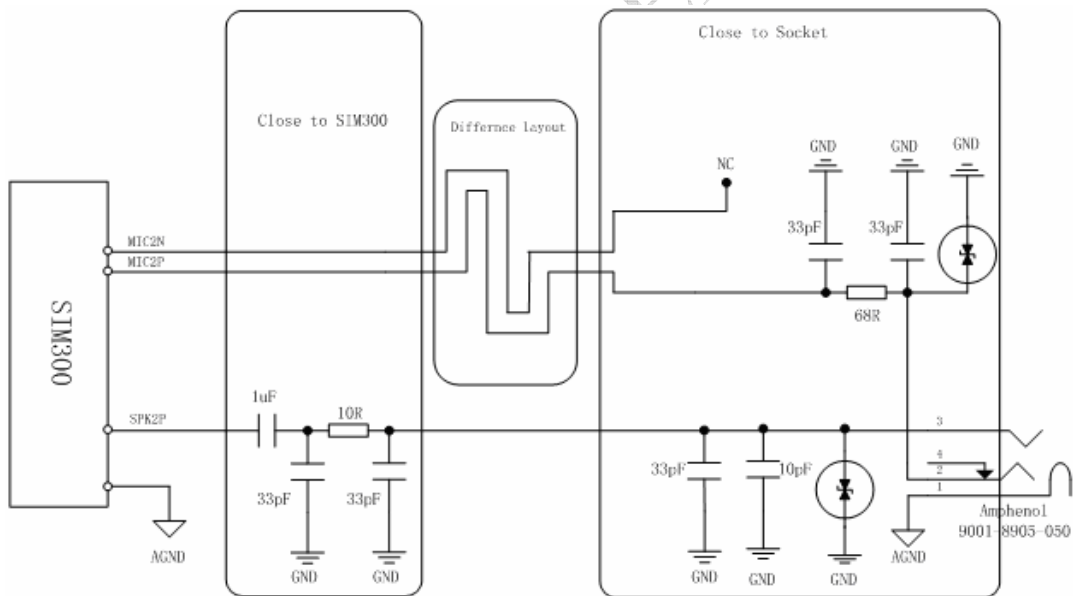 Close to Socket
Close to SIM300
Differnce layout
GND
GND
GND
NC
33pF
33pF
MIC2N
MIC2P
68R
SIM300
1uF
10R
SPK2P
3
33pF
10pF
4
2
1
33pF
33pF
Amphenol
9001-8905-050
AGND
GND
GND
GND
GND
GND
AGND